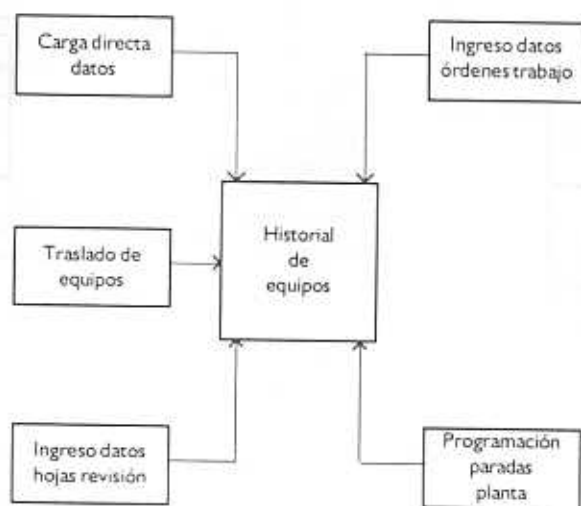 Carga directa
datos
Ingreso datos
órdenes trabajo
Traslado de
equipos
Historial
de
equipos
Ingreso datos
hojas revisión
Programación
paradas
planta